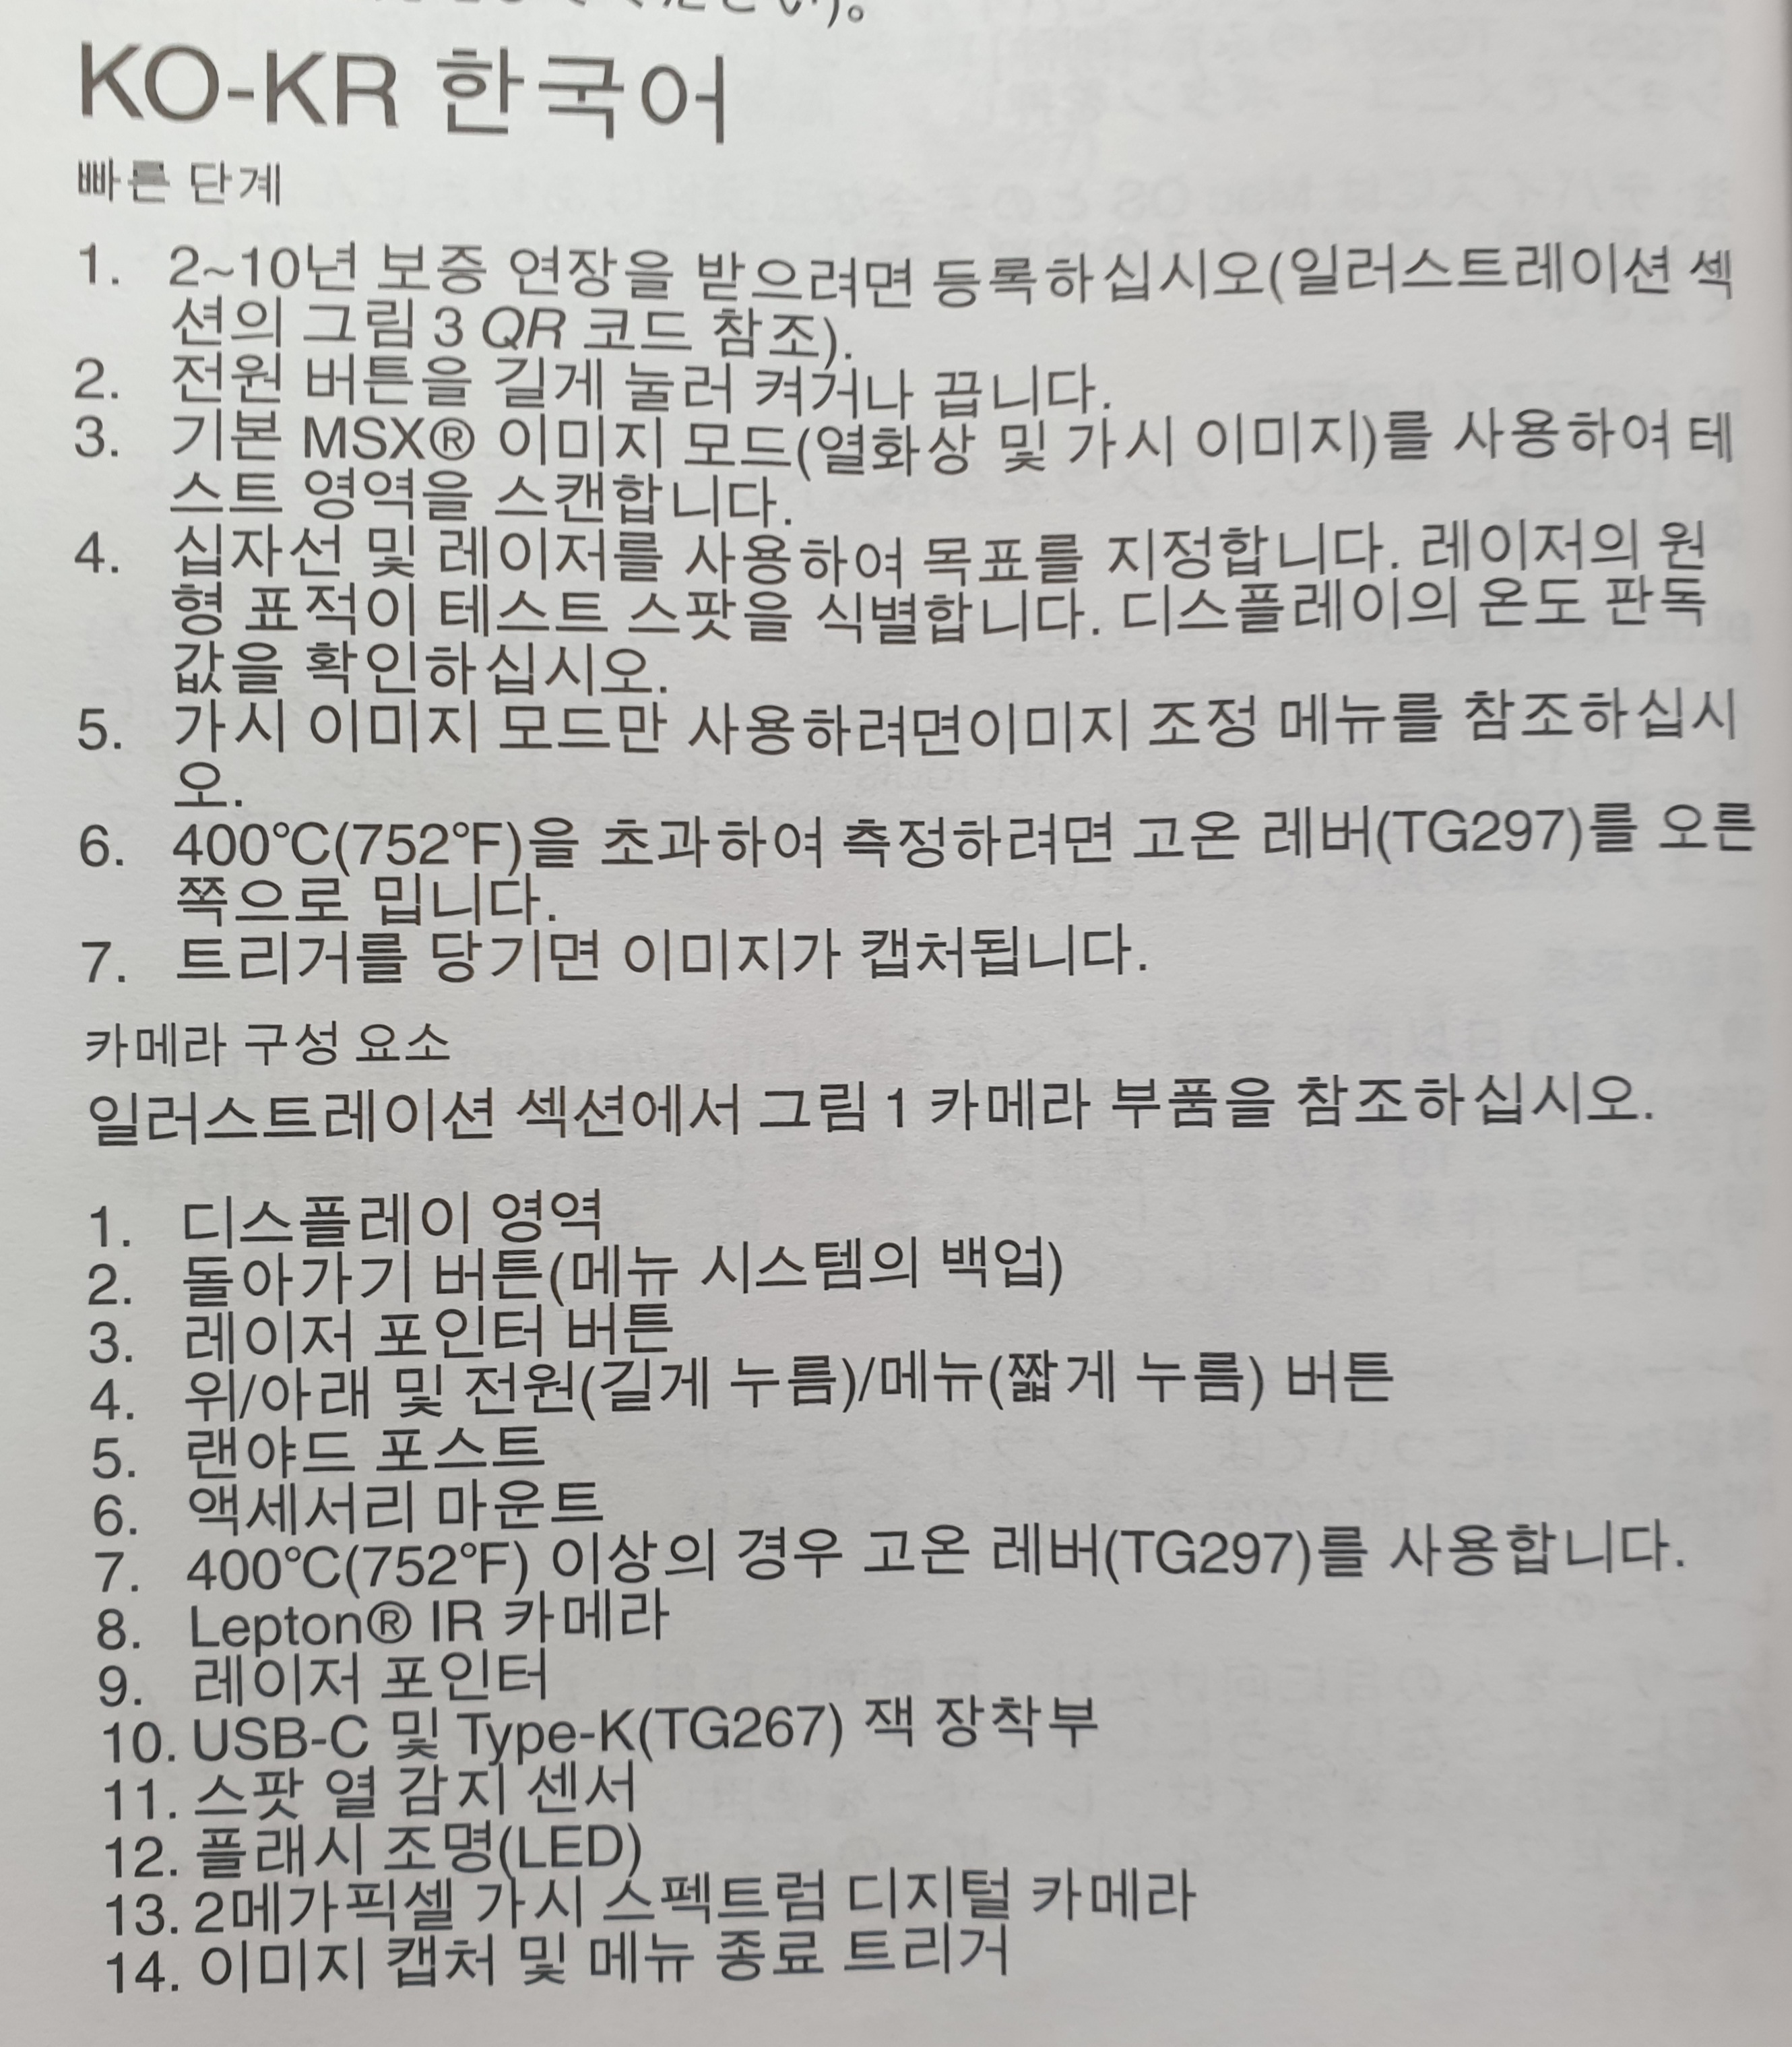 KO-KR 한국어
빠른 단계
1. 2~10년 보증 연장을 받으려면 등록하십시오(일러스트레이션 섹
션의 그림 3 QR 코드 참조).
2. 전원 버튼을 길게 눌러 켜거나 끕니다.
3. 기본 MSX® 이미지 모드(열화상 및 가시 이미지)를 사용하여 테
스트 영역을 스캔합니다.
4. 십자선 및 레이저를 사용하여 목표를 지정합니다. 레이저의 원
형 표적이 테스트 스팟을 식별합니다. 디스플레이의 온도 판독
값을 확인하십시오.
5. 가시 이미지 모드만 사용하려면이미지 조정 메뉴를 참조하십시
오.
6. 400°C(752°F)을 초과하여 측정하려면 고온 레버(TG297)를 오른
쪽으로 밉니다.
7. 트리거를 당기면 이미지가 캡처됩니다.
카메라 구성 요소
일러스트레이션 섹션에서 그림 1 카메라 부품을 참조하십시오.
1. 디스플레이 영역
2. 돌아가기 버튼(메뉴 시스템의 백업)
3. 레이저 포인터 버튼
4. 위/아래 및 전원(길게 누름)/메뉴(짧게 누름) 버튼
5. 랜야드 포스트
6. 액세서리 마운트
7. 400°C(752°F) 이상의 경우 고온 레버(TG297)를 사용합니다.
8. Lepton® IR 카메라
9. 레이저 포인터
10. USB-C 및 Type-K(TG267) 잭 장착부
11. 스팟 열 감지 센서
12. 플래시 조명(LED)
13. 2메가픽셀 가시 스펙트럼 디지털 카메라
14. 이미지 캡처 및 메뉴 종료 트리거